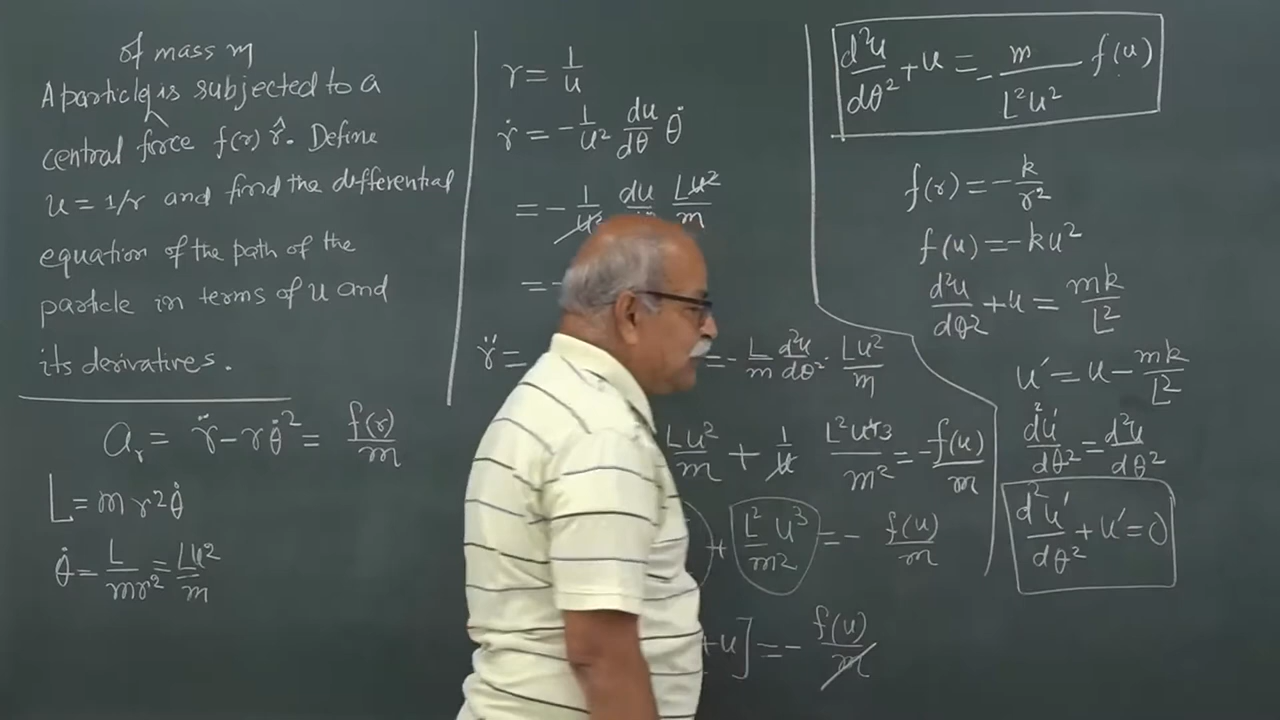 of mass m
A particle ^ is subjected to a
central force f(r) r̂. Define
u = 1/r and find the differential
equation of the path of the
particle in terms of u and
its derivatives.
a_r = r̈ - rθ̇² = f(r)/m
L = m r² θ̇
θ̇ = L/mr² = Lu²/m
r = 1/u
ṙ = -1/u² du/dθ θ̇
= -1/u² du/dθ Lu²/m
= -
r̈ = = -L/m d²u/dθ² · Lu²/m
Lu²/m + 1/u L²u⁴3/m² = -f(u)/m
+ L²u³/m² = - f(u)/m
+u] = - f(u)/m
d²u/dθ² + u = - m/L²u² f(u)
f(r) = -k/r²
f(u) = -ku²
d²u/dθ² + u = mk/L²
u′ = u - mk/L²
d²u′/dθ² = d²u/dθ²
d²u′/dθ² + u′ = 0